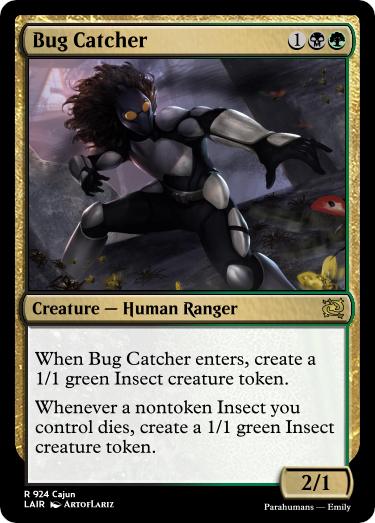 Bug Catcher 1
Creature — Human Ranger
When Bug Catcher enters, create a
1/1 green Insect creature token.
Whenever a nontoken Insect you
control dies, create a 1/1 green Insect
creature token.
2/1
R 924 Cajun
LAIR ArtofLariz
Parahumans — Emily